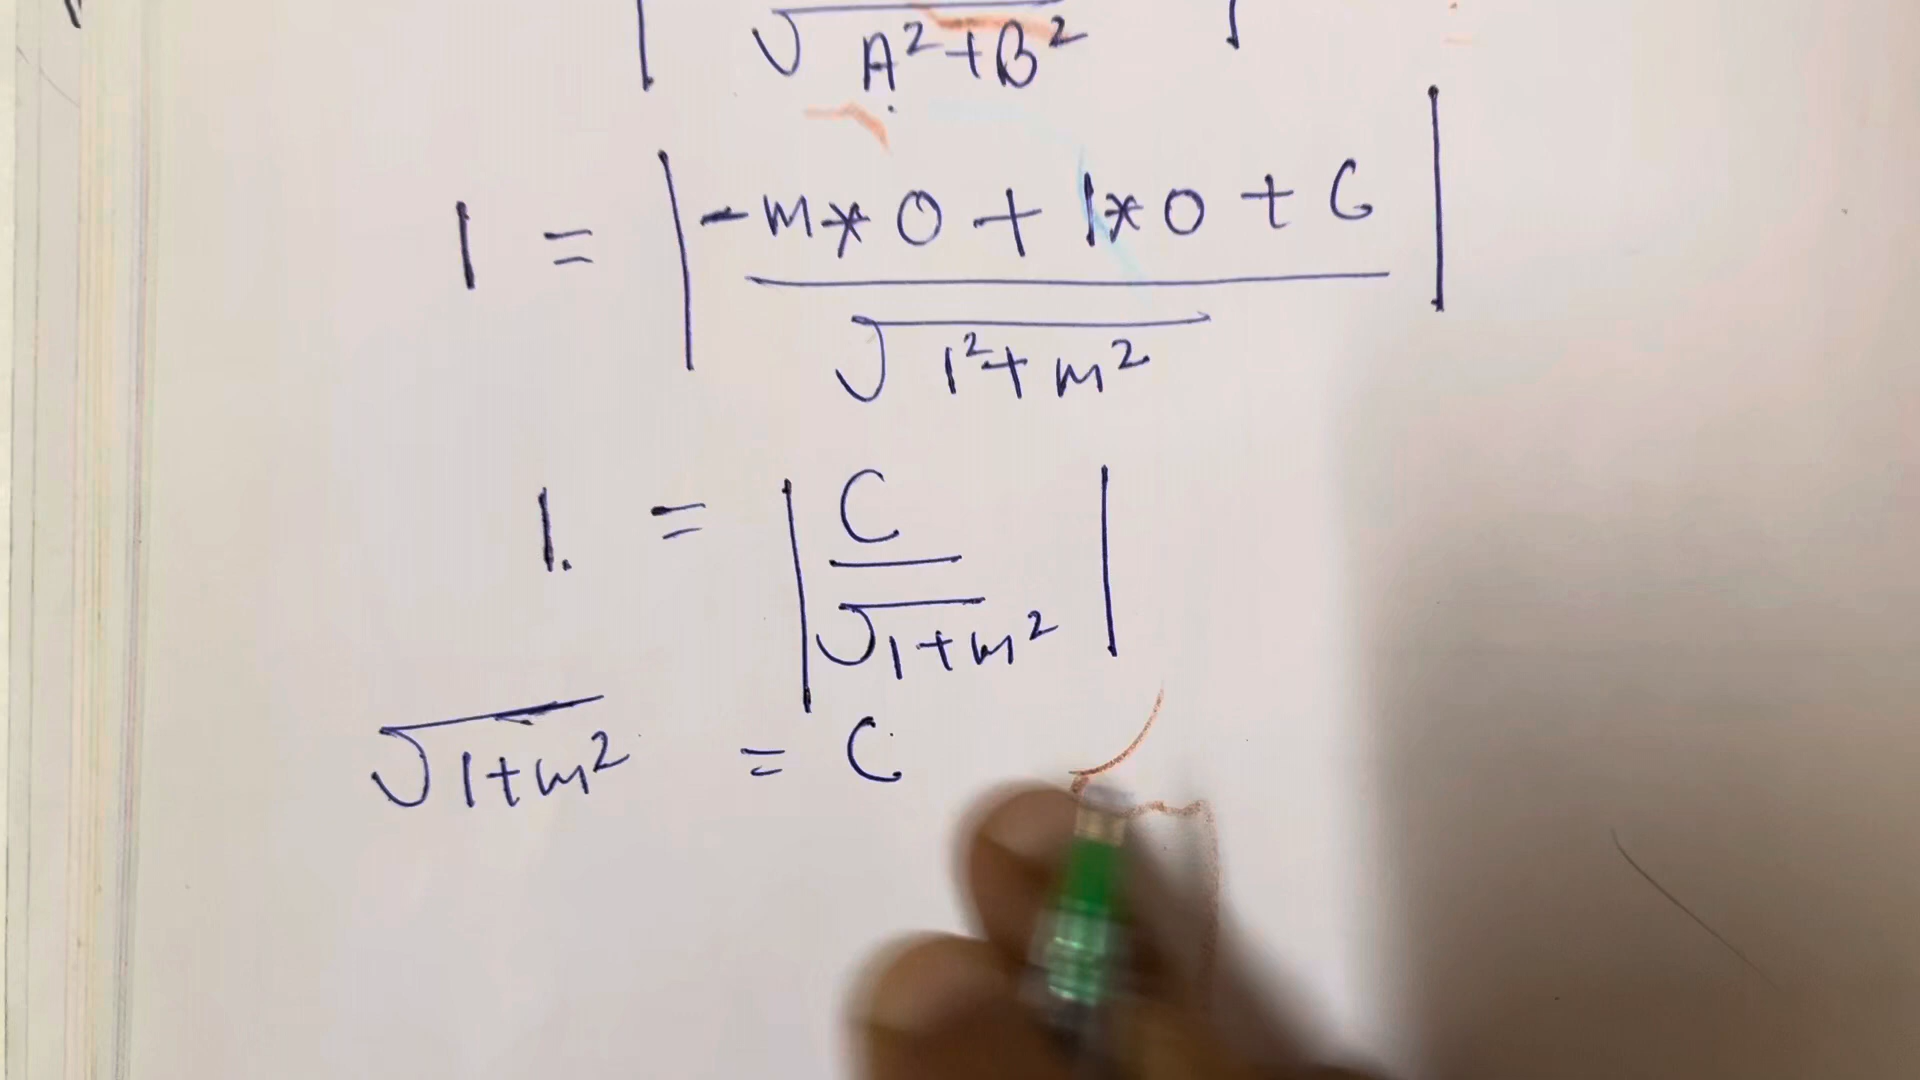 | √(A²+B²) |
1 = | (-m * 0 + 1 * 0 + C) / √(1²+m²) |
1. = | C / √(1+m²) |
√(1+m²) = C